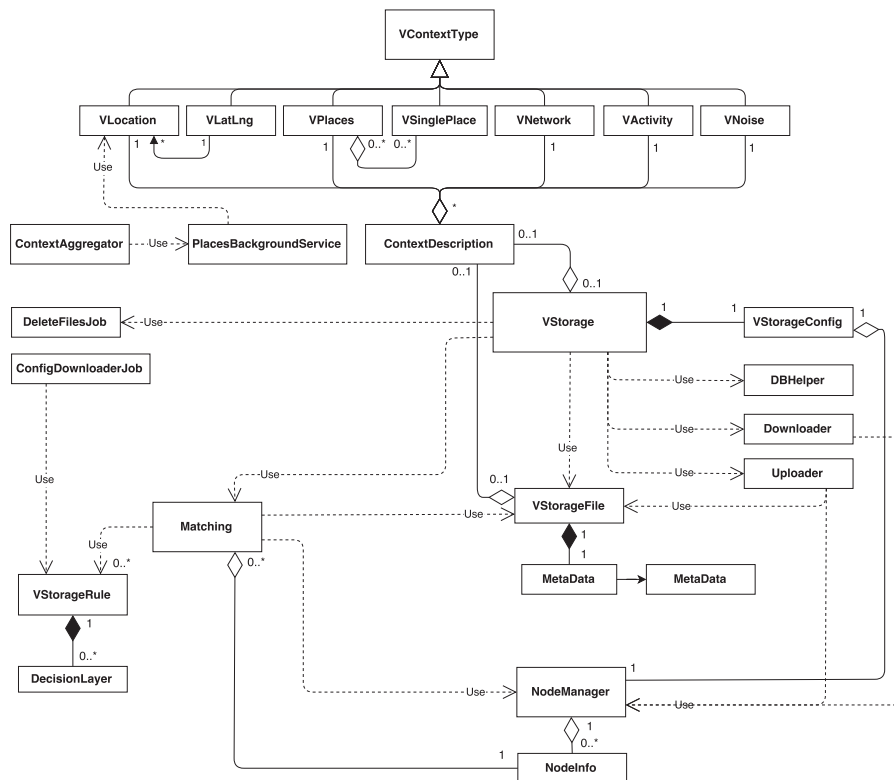 VContextType
VLocation VLatLng VPlaces VSinglePlace VNetwork VActivity VNoise
1 * 1 1 0..* 0..* 1 1 1
Use
*
ContextAggregator Use PlacesBackgroundService ContextDescription 0..1
0..1 0..1
DeleteFilesJob Use VStorage 1 1 VStorageConfig 1
ConfigDownloaderJob
Use DBHelper
Use Downloader
Use
Use Use Uploader
Use
0..1
Matching Use VStorageFile Use
Use 1
0..* 0..* 1
VStorageRule MetaData MetaData
1
0..*
DecisionLayer 1
Use NodeManager Use
1
0..*
1 NodeInfo